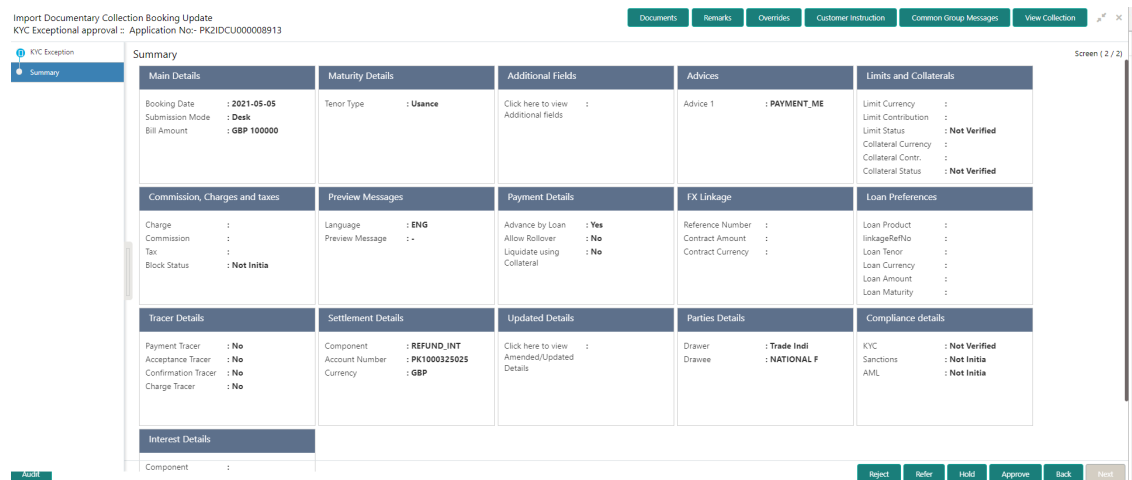 Import Documentary Collection Booking Update
KYC Exceptional approval :: Application No:- PK2IDCU000008913
Documents
Remarks
Overrides
Customer Instruction
Common Group Messages
View Collection
KYC Exception
Summary
Summary
Screen ( 2 / 2)
Main Details
Booking Date : 2021-05-05
Submission Mode : Desk
Bill Amount : GBP 100000
Maturity Details
Tenor Type : Usance
Additional Fields
Click here to view :
Additional fields
Advices
Advice 1 : PAYMENT_ME
Limits and Collaterals
Limit Currency :
Limit Contribution :
Limit Status : Not Verified
Collateral Currency :
Collateral Contr. :
Collateral Status : Not Verified
Commission, Charges and taxes
Charge :
Commission :
Tax :
Block Status : Not Initia
Preview Messages
Language : ENG
Preview Message : -
Payment Details
Advance by Loan : Yes
Allow Rollover : No
Liquidate using : No
Collateral
FX Linkage
Reference Number :
Contract Amount :
Contract Currency :
Loan Preferences
Loan Product :
linkageRefNo :
Loan Tenor :
Loan Currency :
Loan Amount :
Loan Maturity :
Tracer Details
Payment Tracer : No
Acceptance Tracer : No
Confirmation Tracer : No
Charge Tracer : No
Settlement Details
Component : REFUND_INT
Account Number : PK1000325025
Currency : GBP
Updated Details
Click here to view :
Amended/Updated
Details
Parties Details
Drawer : Trade Indi
Drawee : NATIONAL F
Compliance details
KYC : Not Verified
Sanctions : Not Initia
AML : Not Initia
Interest Details
Component :
Audit
Reject
Refer
Hold
Approve
Back
Next